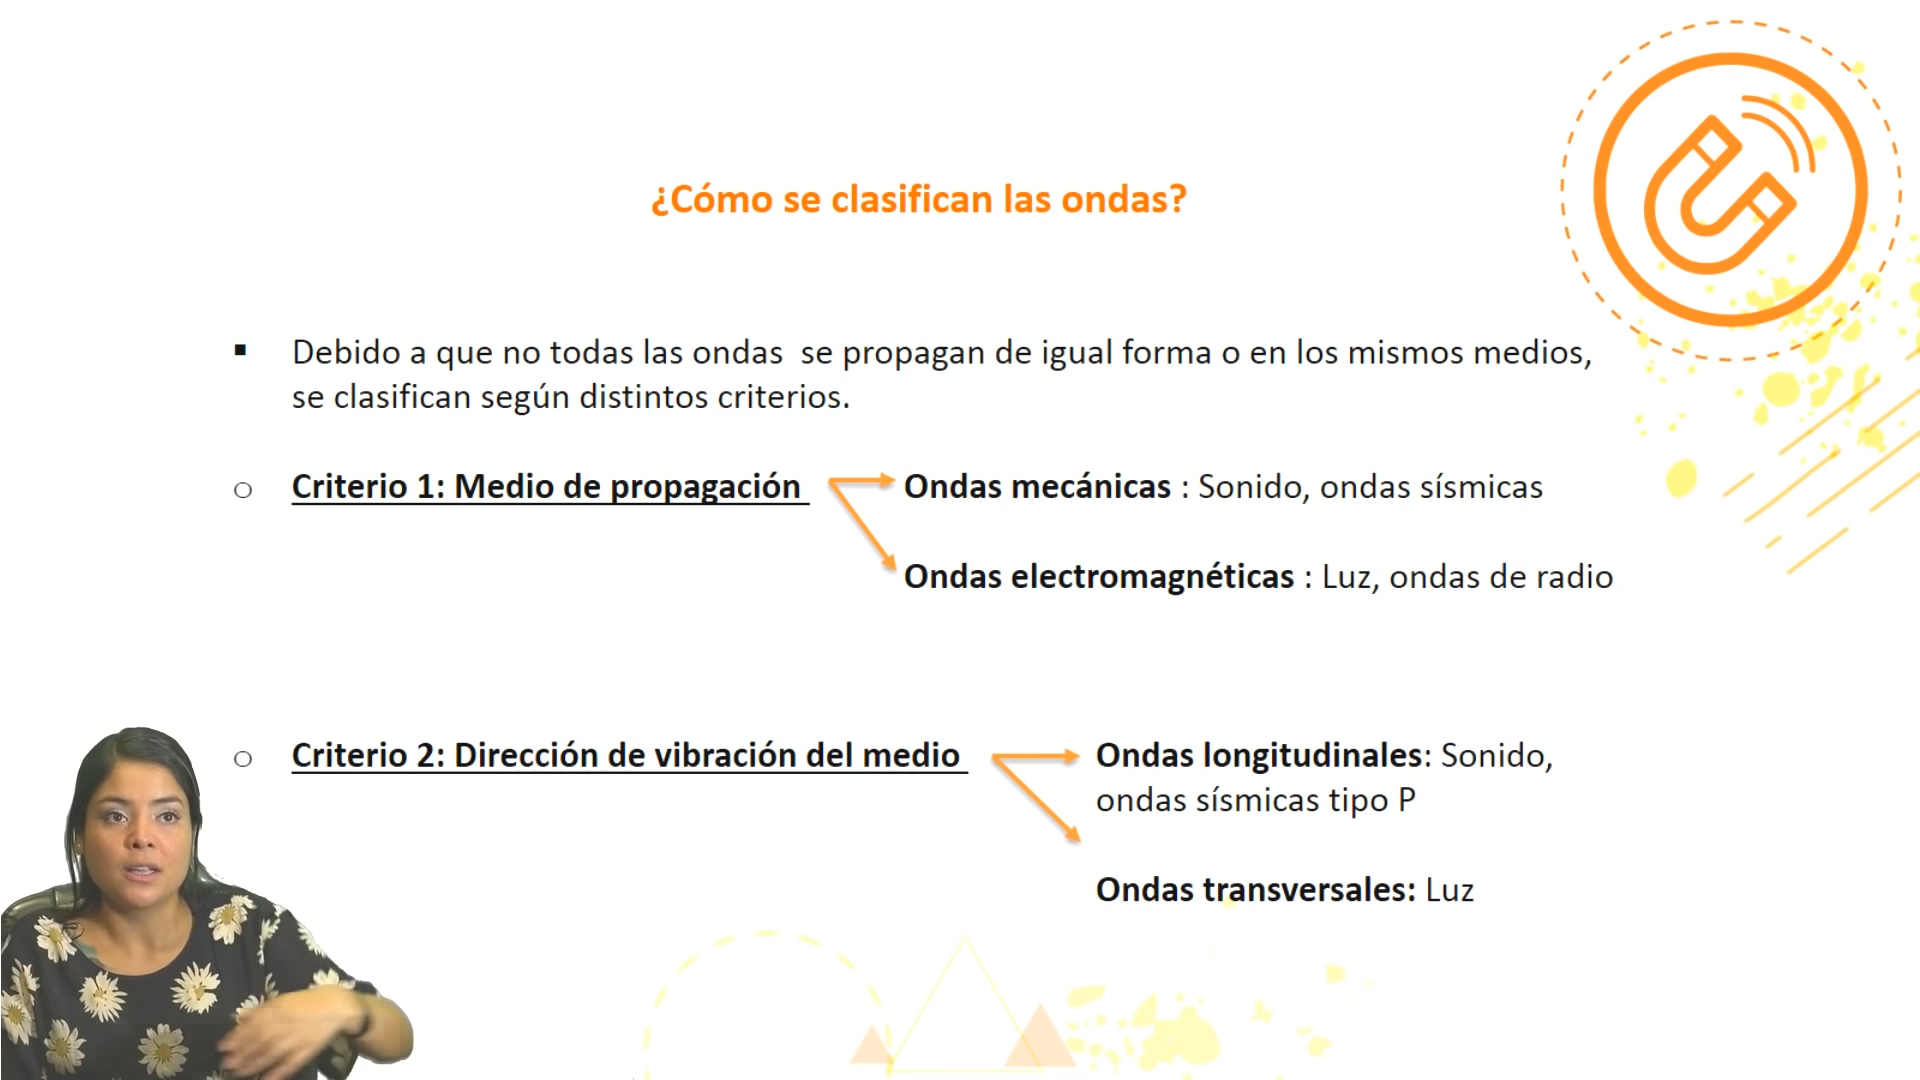 ¿Cómo se clasifican las ondas?
Debido a que no todas las ondas se propagan de igual forma o en los mismos medios,
se clasifican según distintos criterios.
Criterio 1: Medio de propagación
Ondas mecánicas : Sonido, ondas sísmicas
Ondas electromagnéticas : Luz, ondas de radio
Criterio 2: Dirección de vibración del medio
Ondas longitudinales: Sonido,
ondas sísmicas tipo P
Ondas transversales: Luz